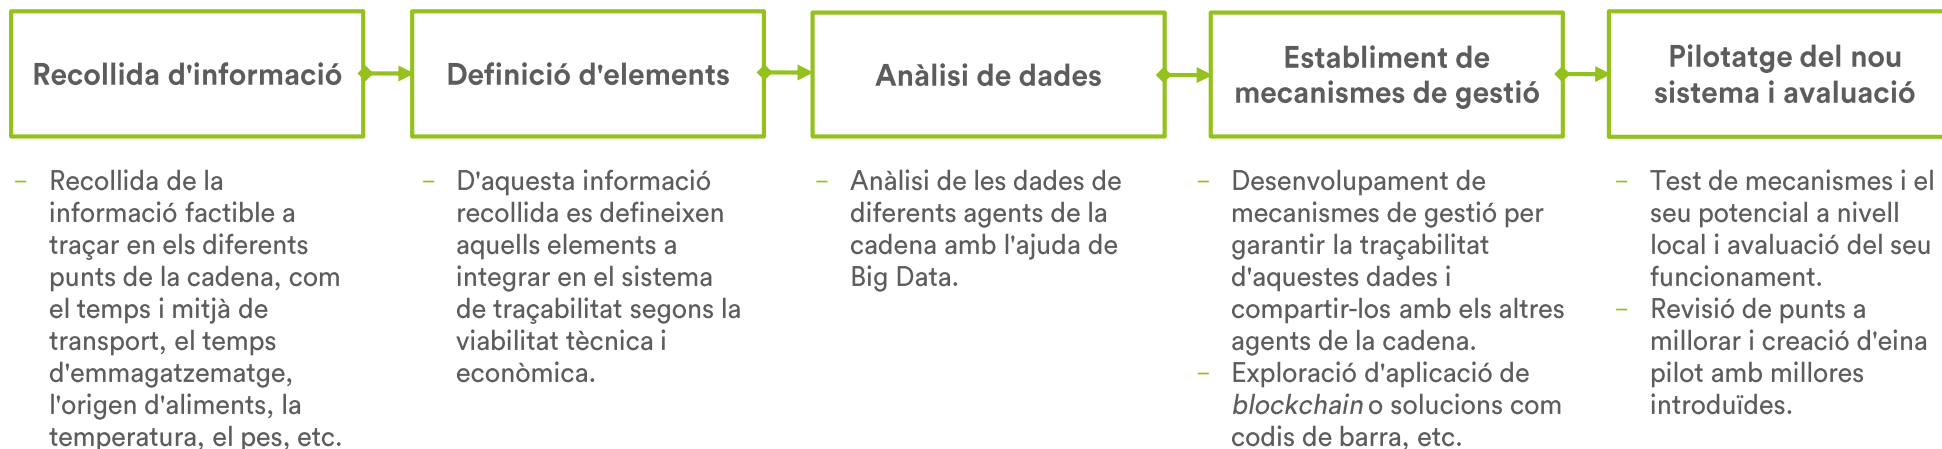 Recollida d'informació
Definició d'elements
Anàlisi de dades
Establiment de
mecanismes de gestió
Pilotatge del nou
sistema i avaluació
– Recollida de la
informació factible a
traçar en els diferents
punts de la cadena, com
el temps i mitjà de
transport, el temps
d'emmagatzematge,
l'origen d'aliments, la
temperatura, el pes, etc.
– D'aquesta informació
recollida es defineixen
aquells elements a
integrar en el sistema
de traçabilitat segons la
viabilitat tècnica i
econòmica.
– Anàlisi de les dades de
diferents agents de la
cadena amb l'ajuda de
Big Data.
– Desenvolupament de
mecanismes de gestió per
garantir la traçabilitat
d'aquestes dades i
compartir-los amb els altres
agents de la cadena.
– Exploració d'aplicació de
blockchain o solucions com
codis de barra, etc.
– Test de mecanismes i el
seu potencial a nivell
local i avaluació del seu
funcionament.
– Revisió de punts a
millorar i creació d'eina
pilot amb millores
introduïdes.